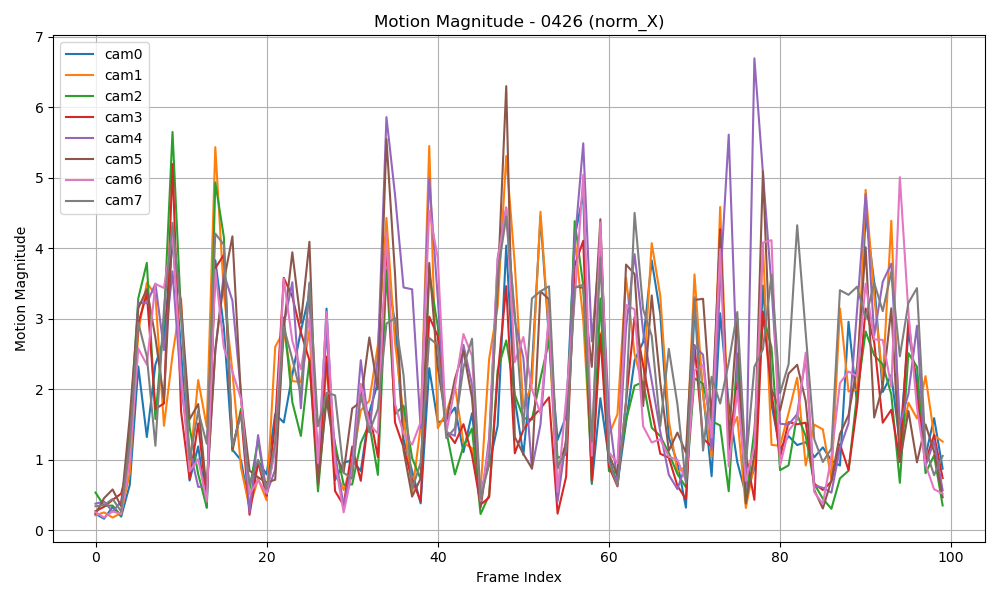 Motion Magnitude - 0426 (norm_X)
7
6
5
4
3
2
1
0
Motion Magnitude
cam0
cam1
cam2
cam3
cam4
cam5
cam6
cam7
0 20 40 60 80 100
Frame Index